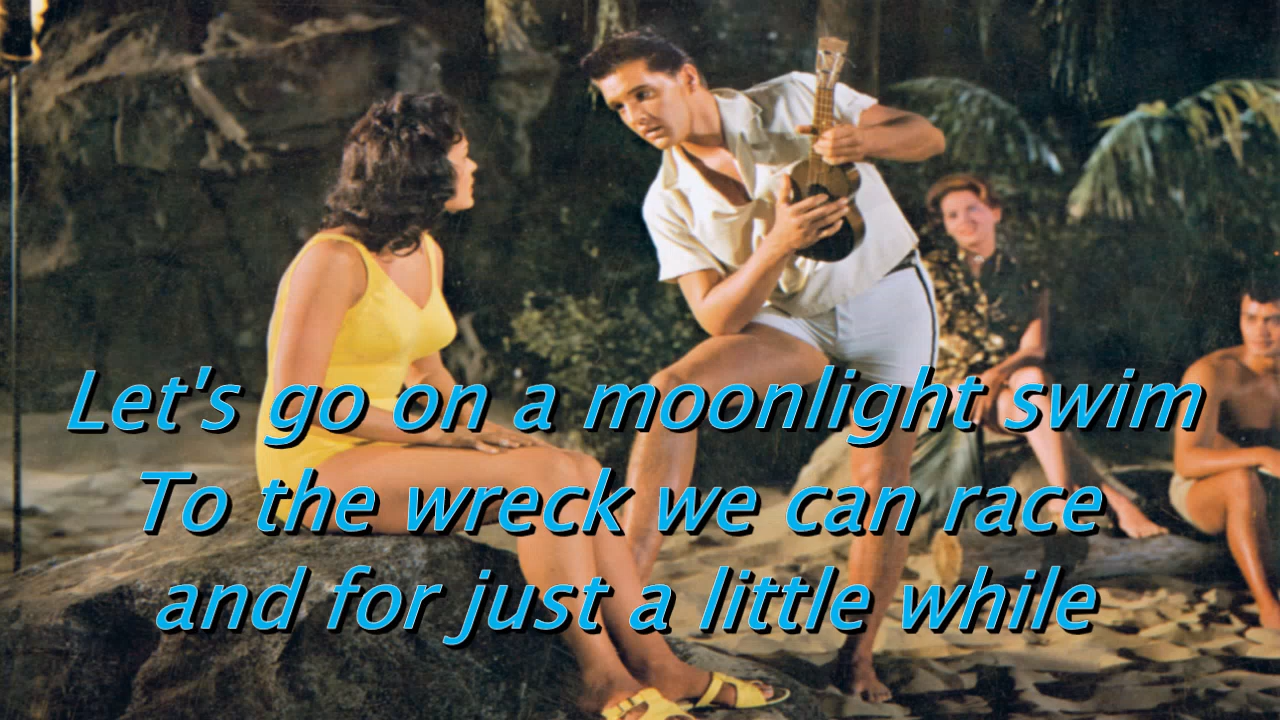 Let's go on a moonlight swim
To the wreck we can race
and for just a little while